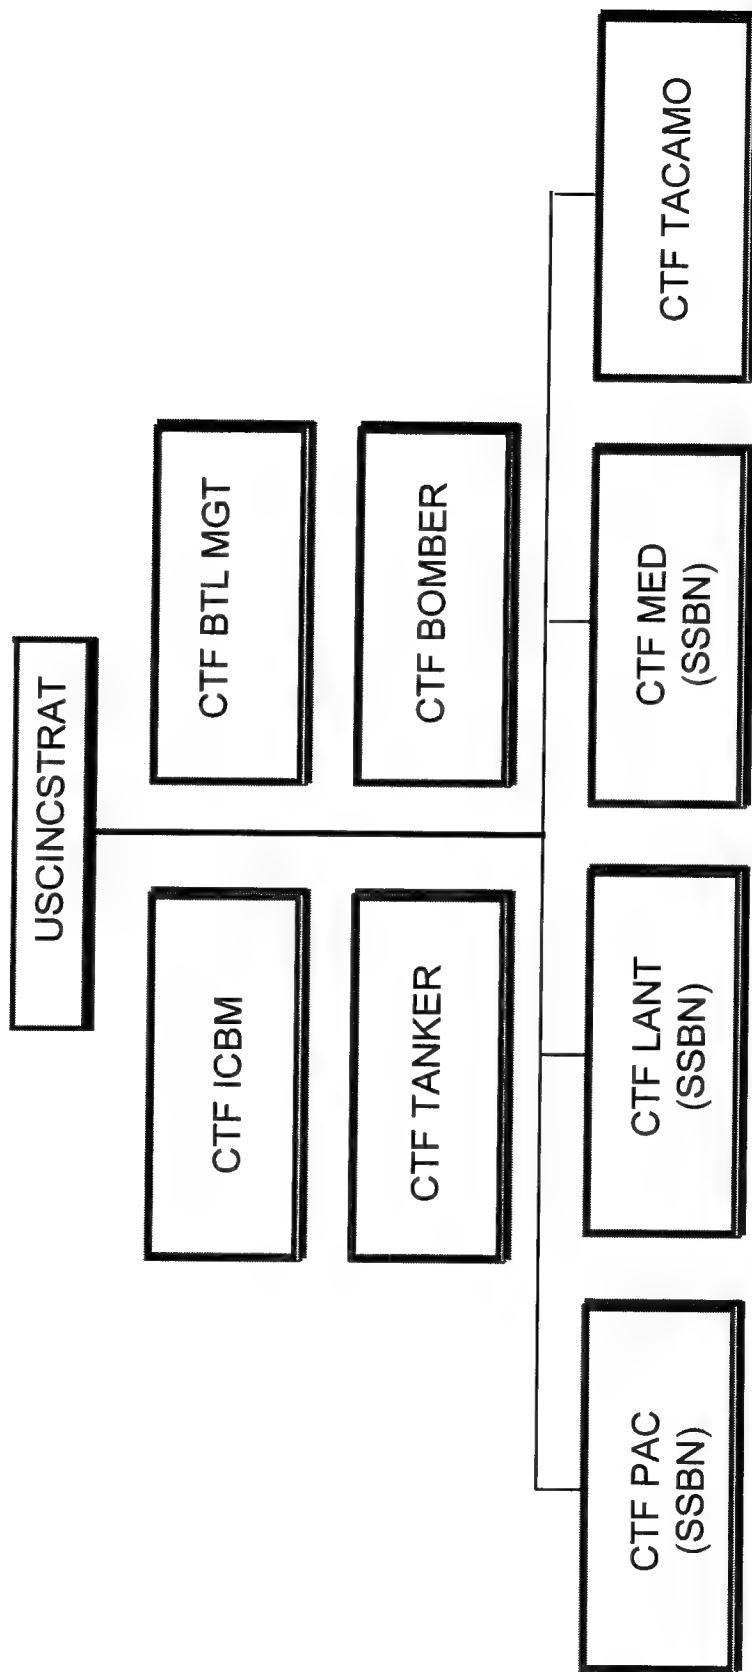 USCINCSTRAT
CTF ICBM
CTF BTL MGT
CTF TANKER
CTF BOMBER
CTF PAC
(SSBN)
CTF LANT
(SSBN)
CTF MED
(SSBN)
CTF TACAMO